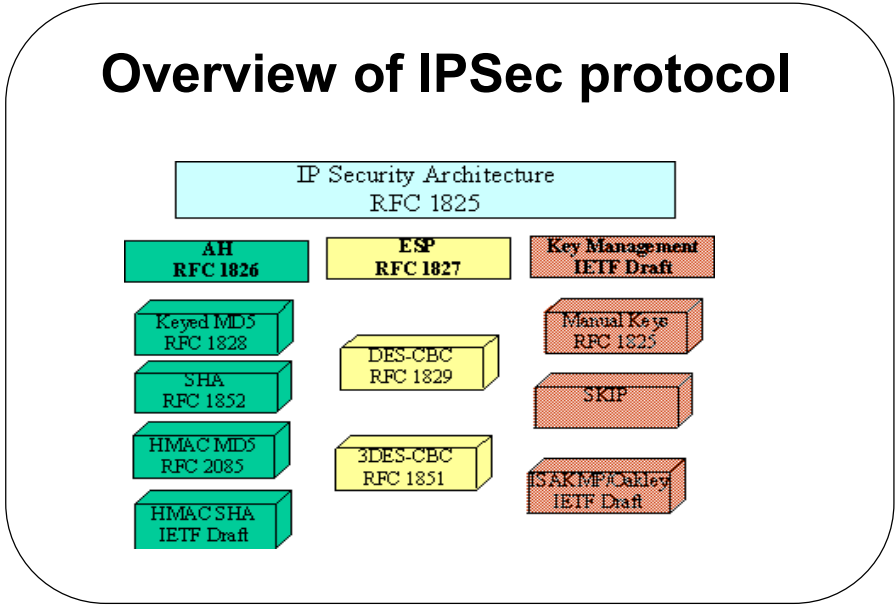 Overview of IPSec protocol
IP Security Architecture
RFC 1825
AH
RFC 1826
Keyed MD5
RFC 1828
SHA
RFC 1852
HMAC MD5
RFC 2085
HMAC SHA
IETF Draft
ESP
RFC 1827
DES-CBC
RFC 1829
3DES-CBC
RFC 1851
Key Management
IETF Draft
Manual Keys
RFC 1825
SKIP
ISAKMP/Oakley
IETF Draft